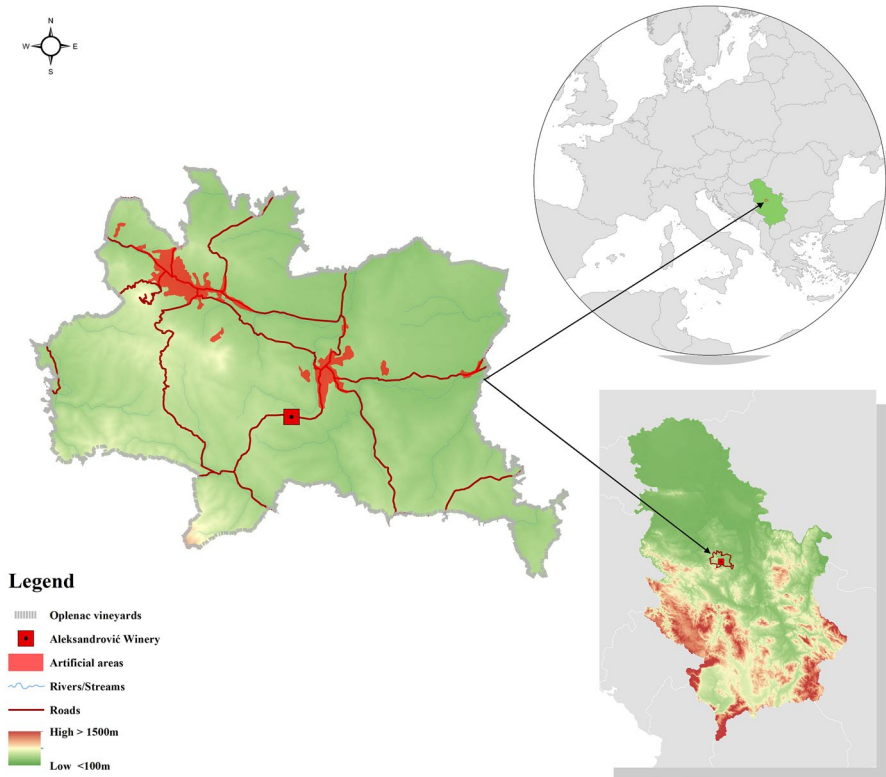 N
W E
S
Legend
Oplenac vineyards
Aleksandrović Winery
Artificial areas
Rivers/Streams
Roads
High > 1500m
Low <100m